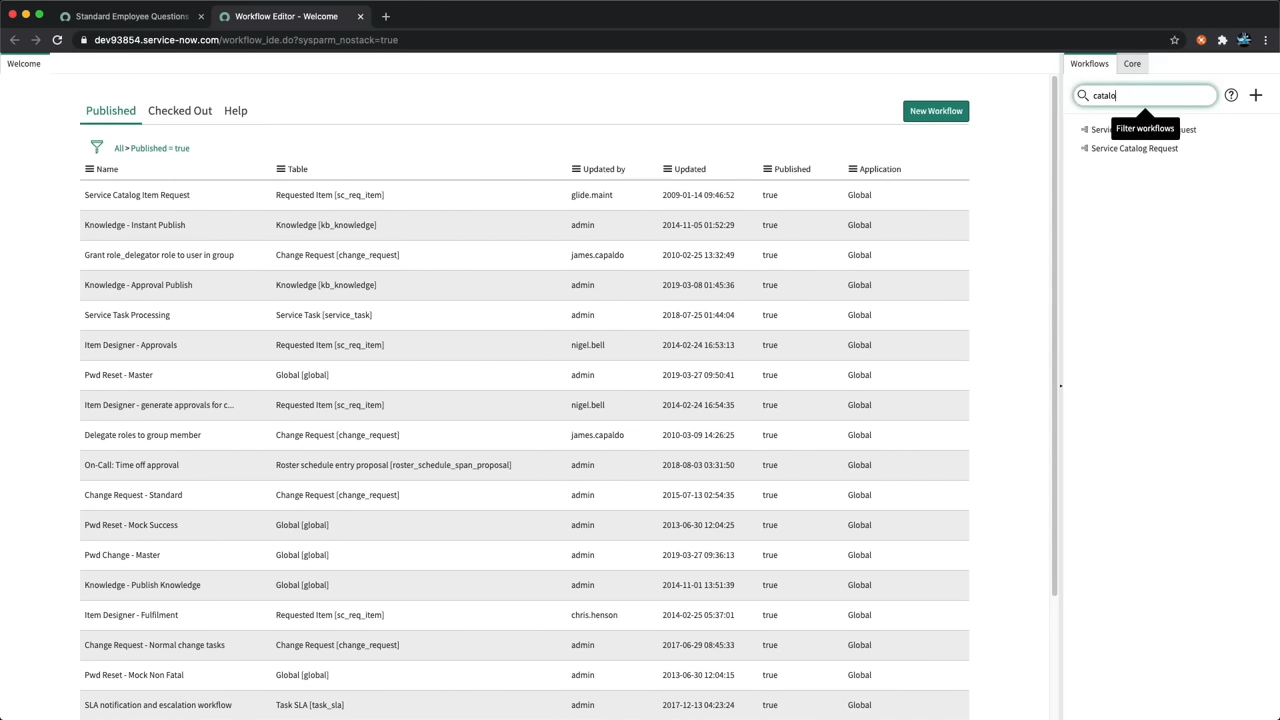 Standard Employee Questions
Workflow Editor - Welcome
dev93854.service-now.com/workflow_ide.do?sysparm_nostack=true
Welcome
Workflows Core
catalo
Filter workflows
Service Catalog Request
Published Checked Out Help
New Workflow
All > Published = true
Name Table Updated by Updated Published Application
Service Catalog Item Request Requested Item [sc_req_item] glide.maint 2009-01-14 09:46:52 true Global
Knowledge - Instant Publish Knowledge [kb_knowledge] admin 2014-11-05 01:52:29 true Global
Grant role_delegator role to user in group Change Request [change_request] james.capaldo 2010-02-25 13:32:49 true Global
Knowledge - Approval Publish Knowledge [kb_knowledge] admin 2019-03-08 01:45:36 true Global
Service Task Processing Service Task [service_task] admin 2018-07-25 01:44:04 true Global
Item Designer - Approvals Requested Item [sc_req_item] nigel.bell 2014-02-24 16:53:13 true Global
Pwd Reset - Master Global [global] admin 2019-03-27 09:50:41 true Global
Item Designer - generate approvals for c... Requested Item [sc_req_item] nigel.bell 2014-02-24 16:54:35 true Global
Delegate roles to group member Change Request [change_request] james.capaldo 2010-03-09 14:26:25 true Global
On-Call: Time off approval Roster schedule entry proposal [roster_schedule_span_proposal] admin 2018-08-03 03:31:50 true Global
Change Request - Standard Change Request [change_request] admin 2015-07-13 02:54:35 true Global
Pwd Reset - Mock Success Global [global] admin 2013-06-30 12:04:25 true Global
Pwd Change - Master Global [global] admin 2019-03-27 09:36:13 true Global
Knowledge - Publish Knowledge Global [global] admin 2014-11-01 13:51:39 true Global
Item Designer - Fulfilment Requested Item [sc_req_item] chris.henson 2014-02-25 05:37:01 true Global
Change Request - Normal change tasks Change Request [change_request] admin 2017-06-29 08:45:33 true Global
Pwd Reset - Mock Non Fatal Global [global] admin 2013-06-30 12:04:15 true Global
SLA notification and escalation workflow Task SLA [task_sla] admin 2017-12-13 04:23:24 true Global